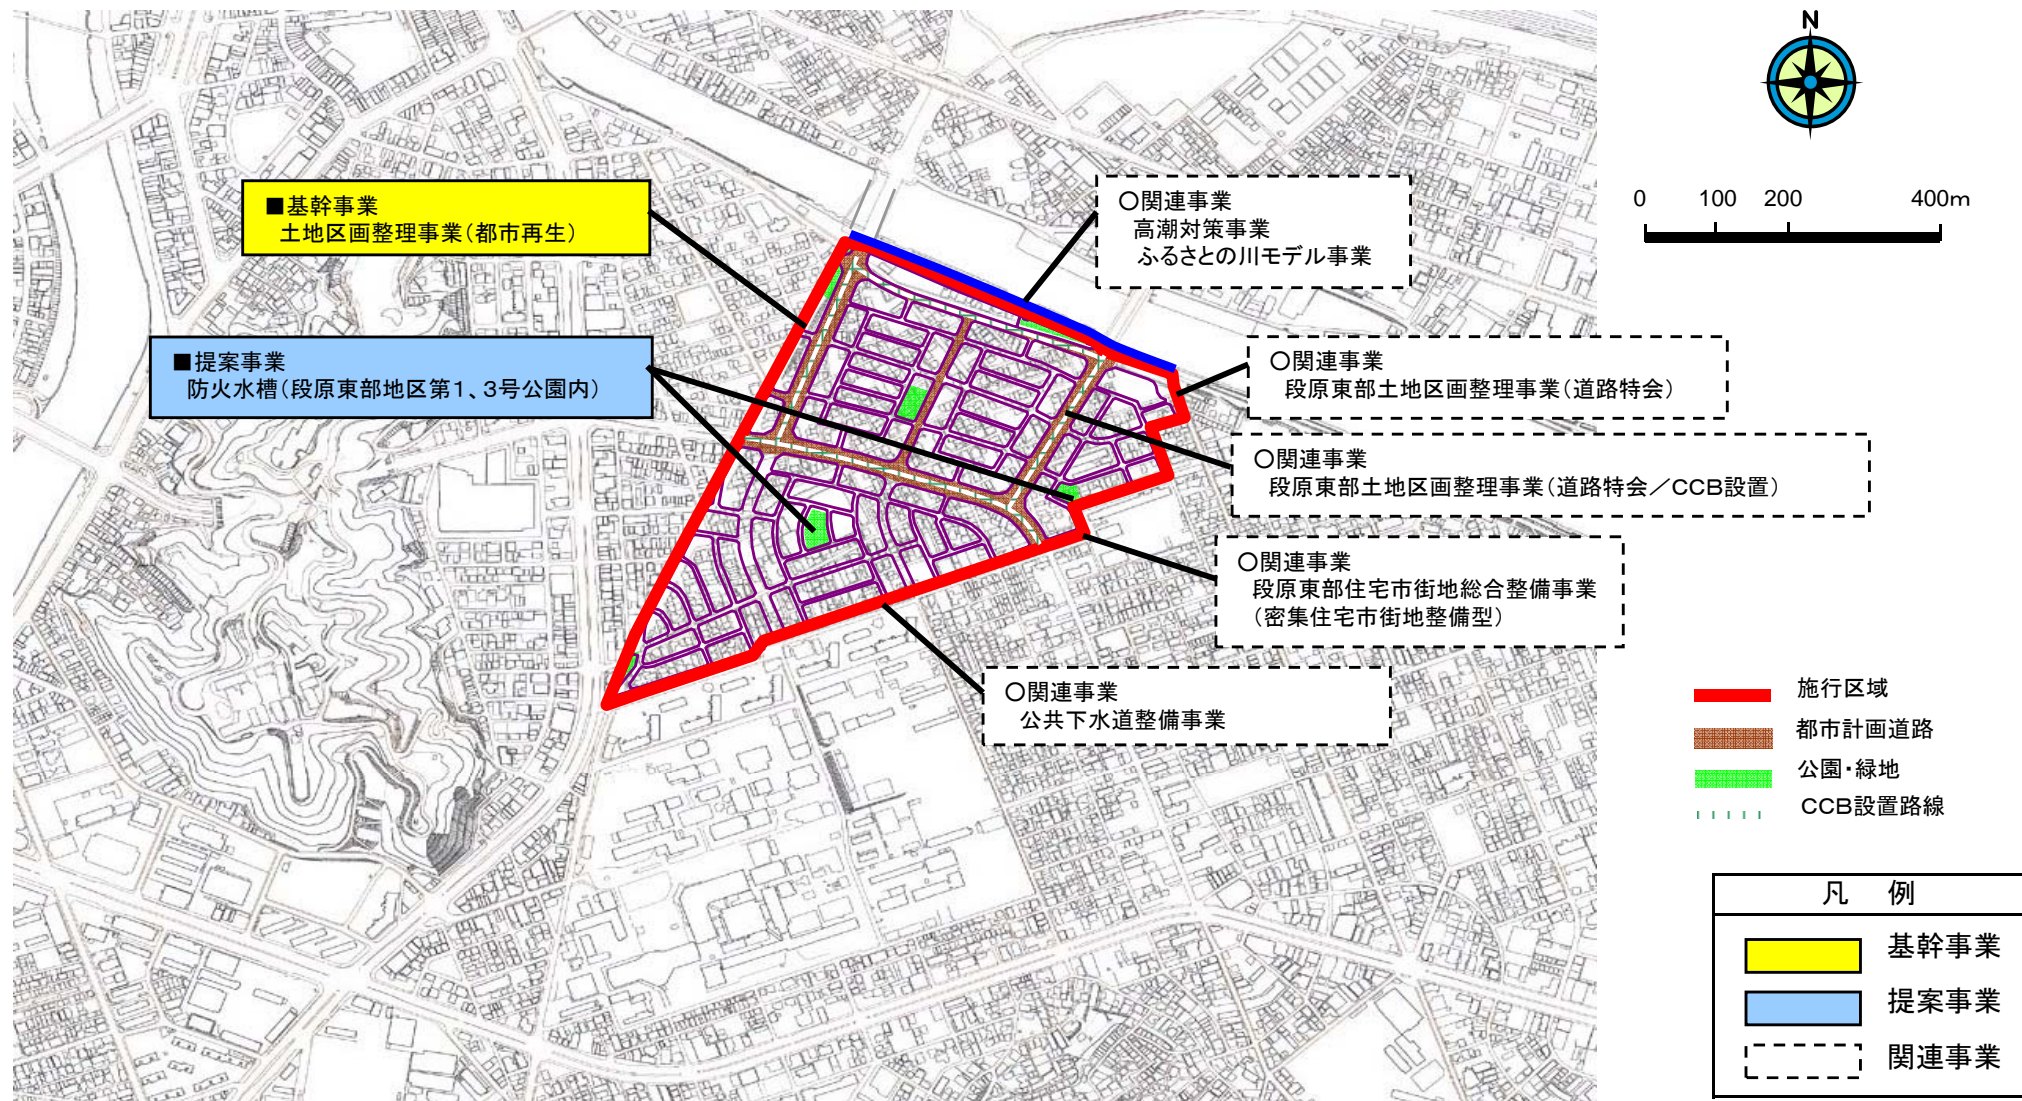 N
0 100 200 400m
■基幹事業
土地区画整理事業(都市再生)
○関連事業
高潮対策事業
ふるさとの川モデル事業
■提案事業
防火水槽(段原東部地区第1、3号公園内)
○関連事業
段原東部土地区画整理事業(道路特会)
○関連事業
段原東部土地区画整理事業(道路特会/CCB設置)
○関連事業
段原東部住宅市街地総合整備事業
(密集住宅市街地整備型)
○関連事業
公共下水道整備事業
施行区域
都市計画道路
公園・緑地
CCB設置路線
凡 例
基幹事業
提案事業
関連事業